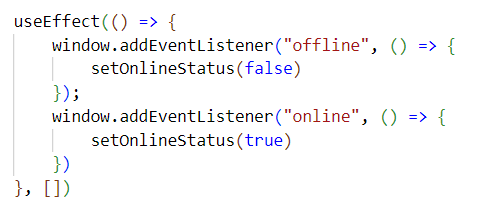 useEffect(() => {
    window.addEventListener("offline", () => {
        setOnlineStatus(false)
    });
    window.addEventListener("online", () => {
        setOnlineStatus(true)
    })
}, [])